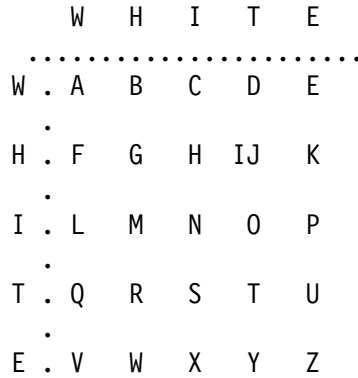 W H I T E
..........................
W . A B C D E
.
H . F G H IJ K
.
I . L M N O P
.
T . Q R S T U
.
E . V W X Y Z